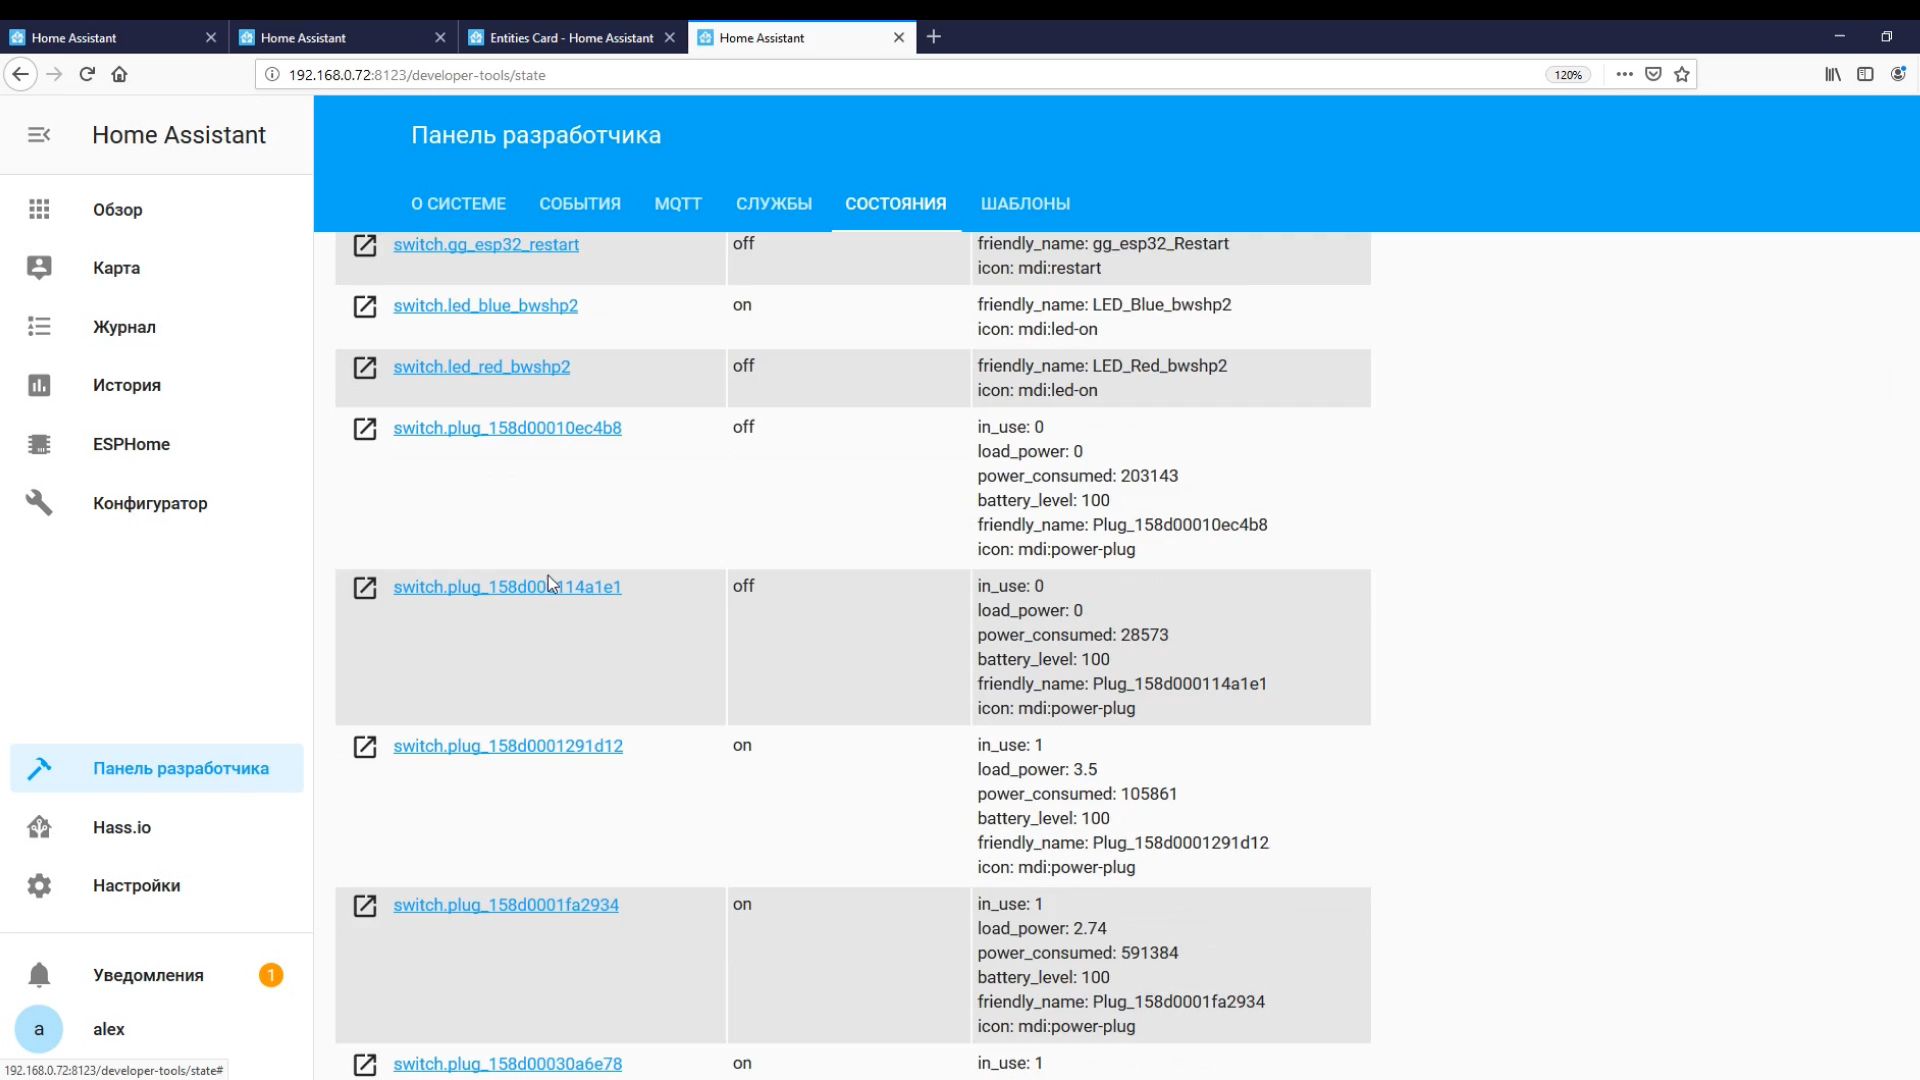 Home Assistant
Home Assistant
Entities Card - Home Assistant
Home Assistant
192.168.0.72:8123/developer-tools/state
120%
Home Assistant
Панель разработчика
О СИСТЕМЕ
СОБЫТИЯ
MQTT
СЛУЖБЫ
СОСТОЯНИЯ
ШАБЛОНЫ
Обзор
Карта
Журнал
История
ESPHome
Конфигуратор
Панель разработчика
Hass.io
Настройки
Уведомления
1
a
alex
192.168.0.72:8123/developer-tools/state#
switch.gg_esp32_restart
off
friendly_name: gg_esp32_Restart
icon: mdi:restart
switch.led_blue_bwshp2
on
friendly_name: LED_Blue_bwshp2
icon: mdi:led-on
switch.led_red_bwshp2
off
friendly_name: LED_Red_bwshp2
icon: mdi:led-on
switch.plug_158d00010ec4b8
off
in_use: 0
load_power: 0
power_consumed: 203143
battery_level: 100
friendly_name: Plug_158d00010ec4b8
icon: mdi:power-plug
switch.plug_158d000114a1e1
off
in_use: 0
load_power: 0
power_consumed: 28573
battery_level: 100
friendly_name: Plug_158d000114a1e1
icon: mdi:power-plug
switch.plug_158d0001291d12
on
in_use: 1
load_power: 3.5
power_consumed: 105861
battery_level: 100
friendly_name: Plug_158d0001291d12
icon: mdi:power-plug
switch.plug_158d0001fa2934
on
in_use: 1
load_power: 2.74
power_consumed: 591384
battery_level: 100
friendly_name: Plug_158d0001fa2934
icon: mdi:power-plug
switch.plug_158d00030a6e78
on
in_use: 1